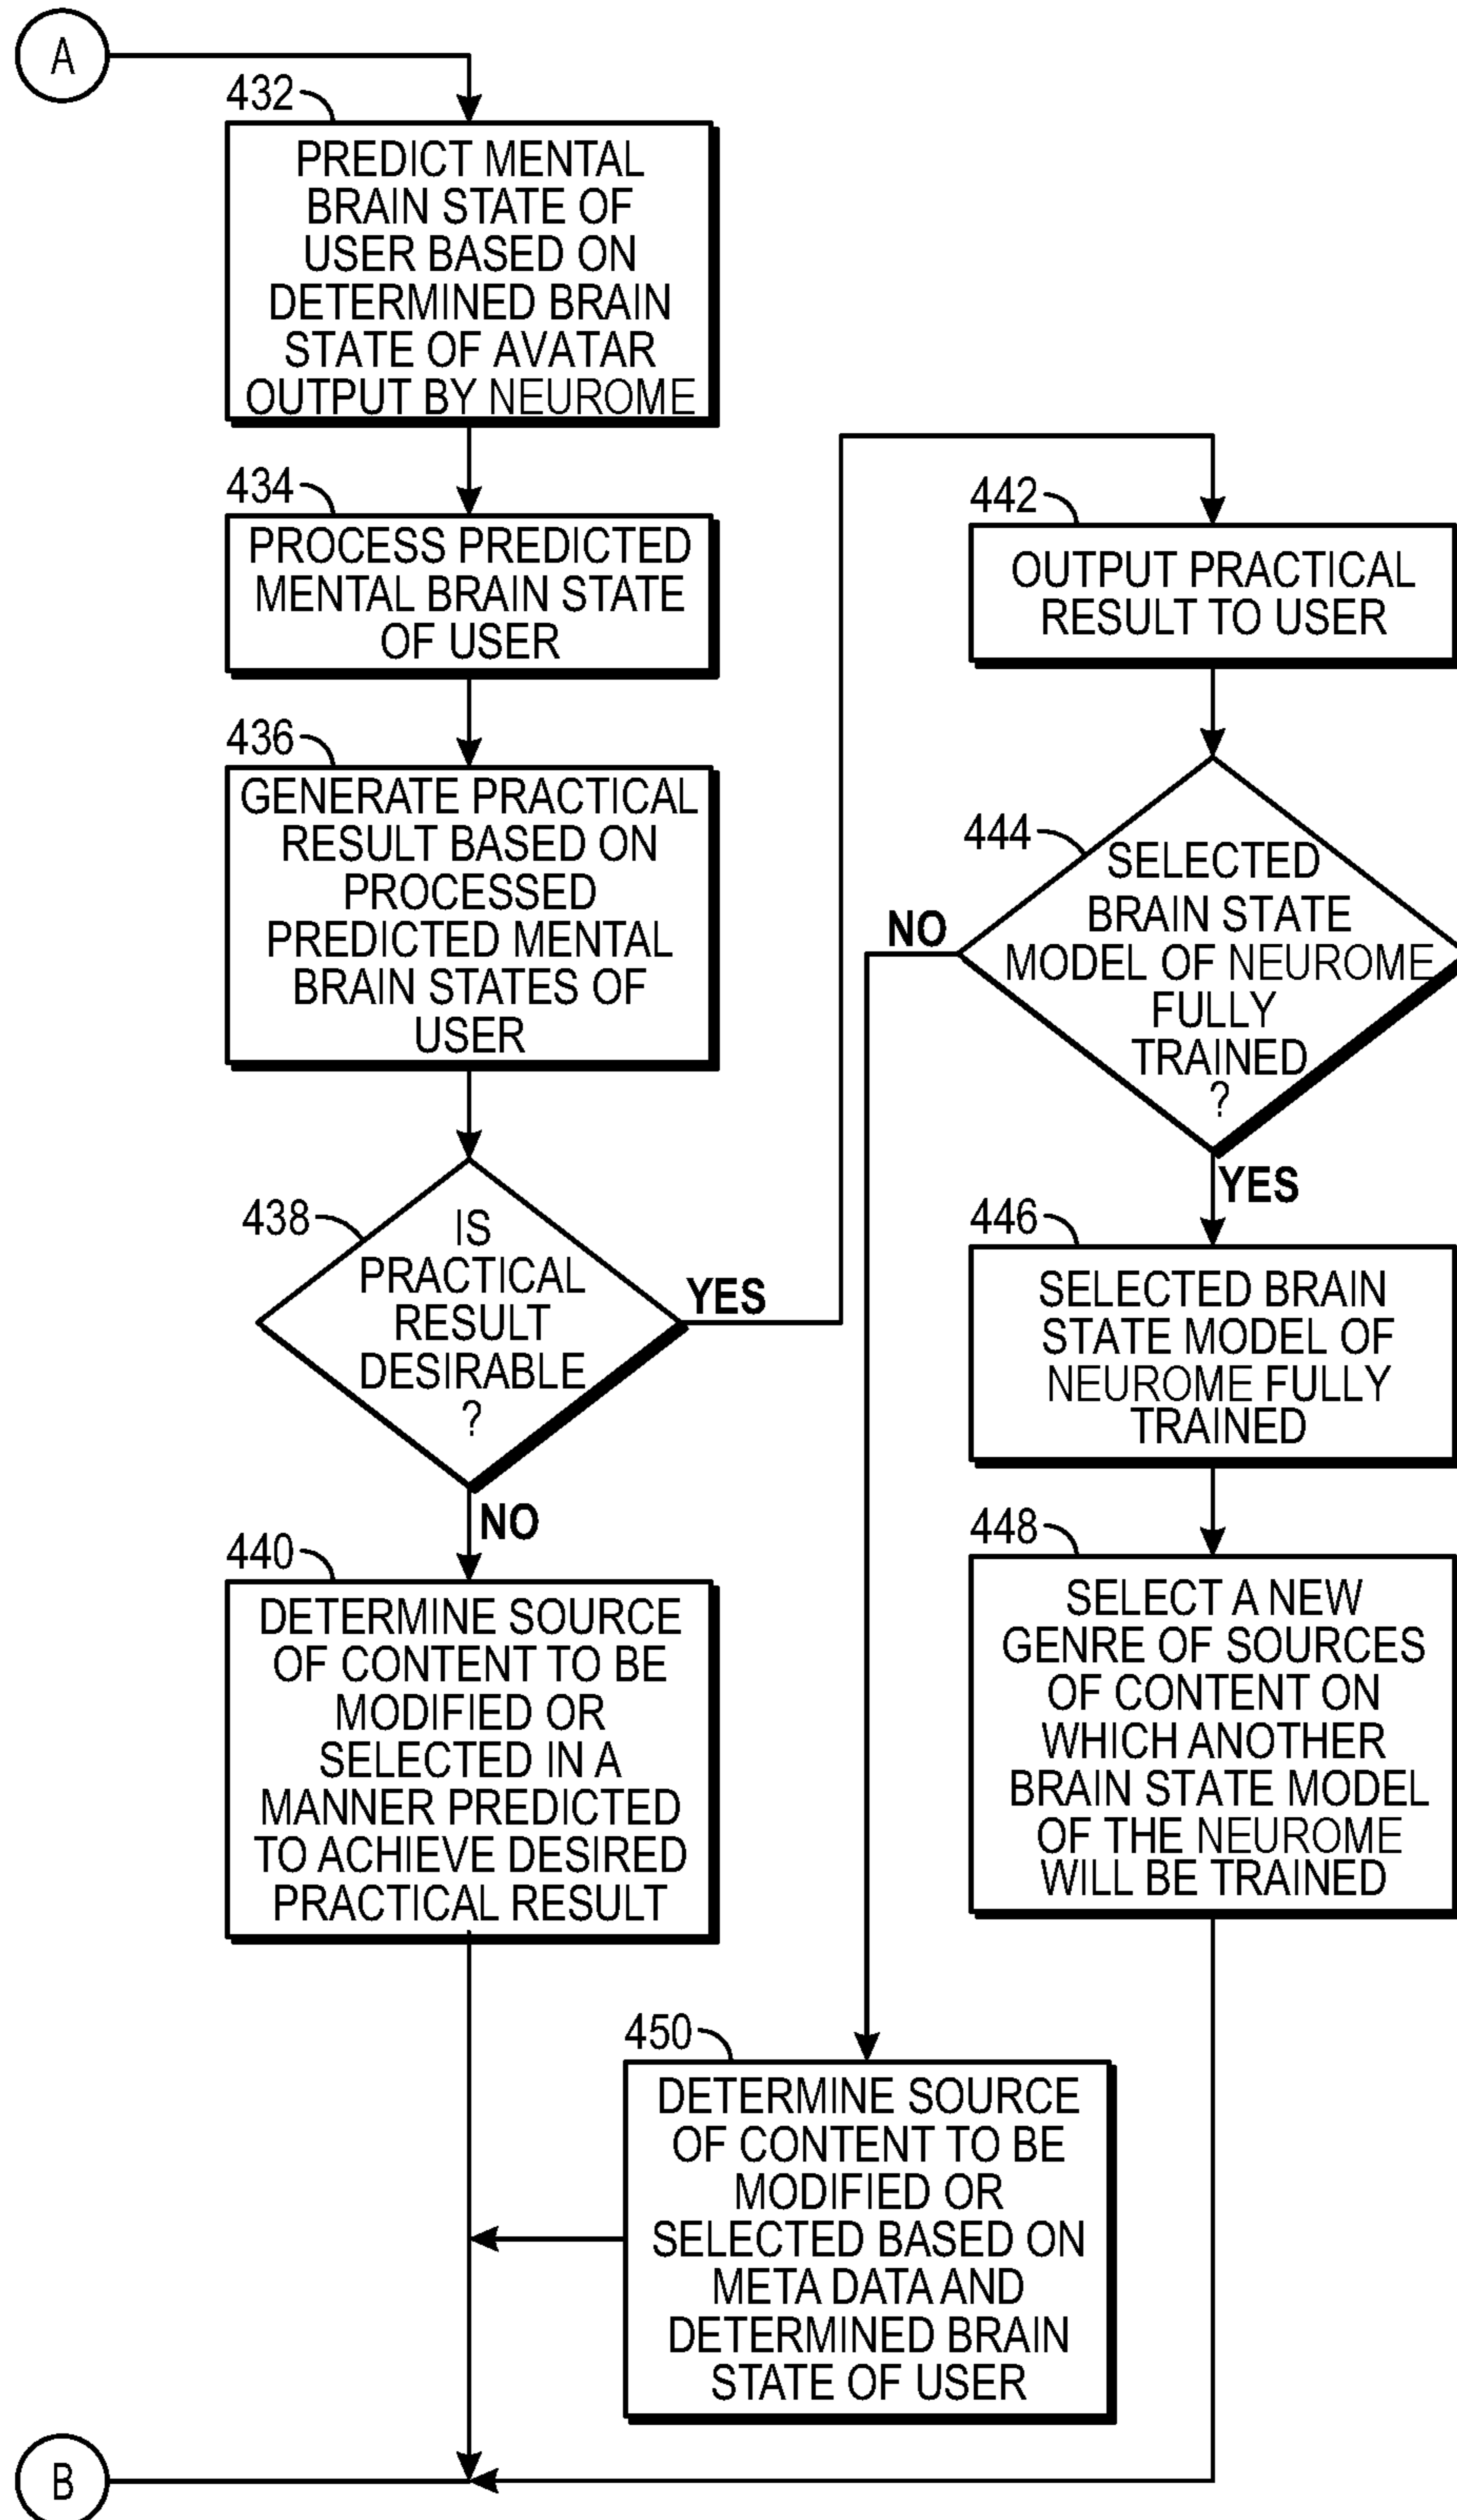 A
432
PREDICT MENTAL
BRAIN STATE OF
USER BASED ON
DETERMINED BRAIN
STATE OF AVATAR
OUTPUT BY NEUROME
434
PROCESS PREDICTED
MENTAL BRAIN STATE
OF USER
436
GENERATE PRACTICAL
RESULT BASED ON
PROCESSED
PREDICTED MENTAL
BRAIN STATES OF
USER
438
IS
PRACTICAL
RESULT
DESIRABLE
?
YES
NO
440
DETERMINE SOURCE
OF CONTENT TO BE
MODIFIED OR
SELECTED IN A
MANNER PREDICTED
TO ACHIEVE DESIRED
PRACTICAL RESULT
442
OUTPUT PRACTICAL
RESULT TO USER
444
SELECTED
BRAIN STATE
MODEL OF NEUROME
FULLY
TRAINED
?
NO
YES
446
SELECTED BRAIN
STATE MODEL OF
NEUROME FULLY
TRAINED
448
SELECT A NEW
GENRE OF SOURCES
OF CONTENT ON
WHICH ANOTHER
BRAIN STATE MODEL
OF THE NEUROME
WILL BE TRAINED
450
DETERMINE SOURCE
OF CONTENT TO BE
MODIFIED OR
SELECTED BASED ON
META DATA AND
DETERMINED BRAIN
STATE OF USER
B